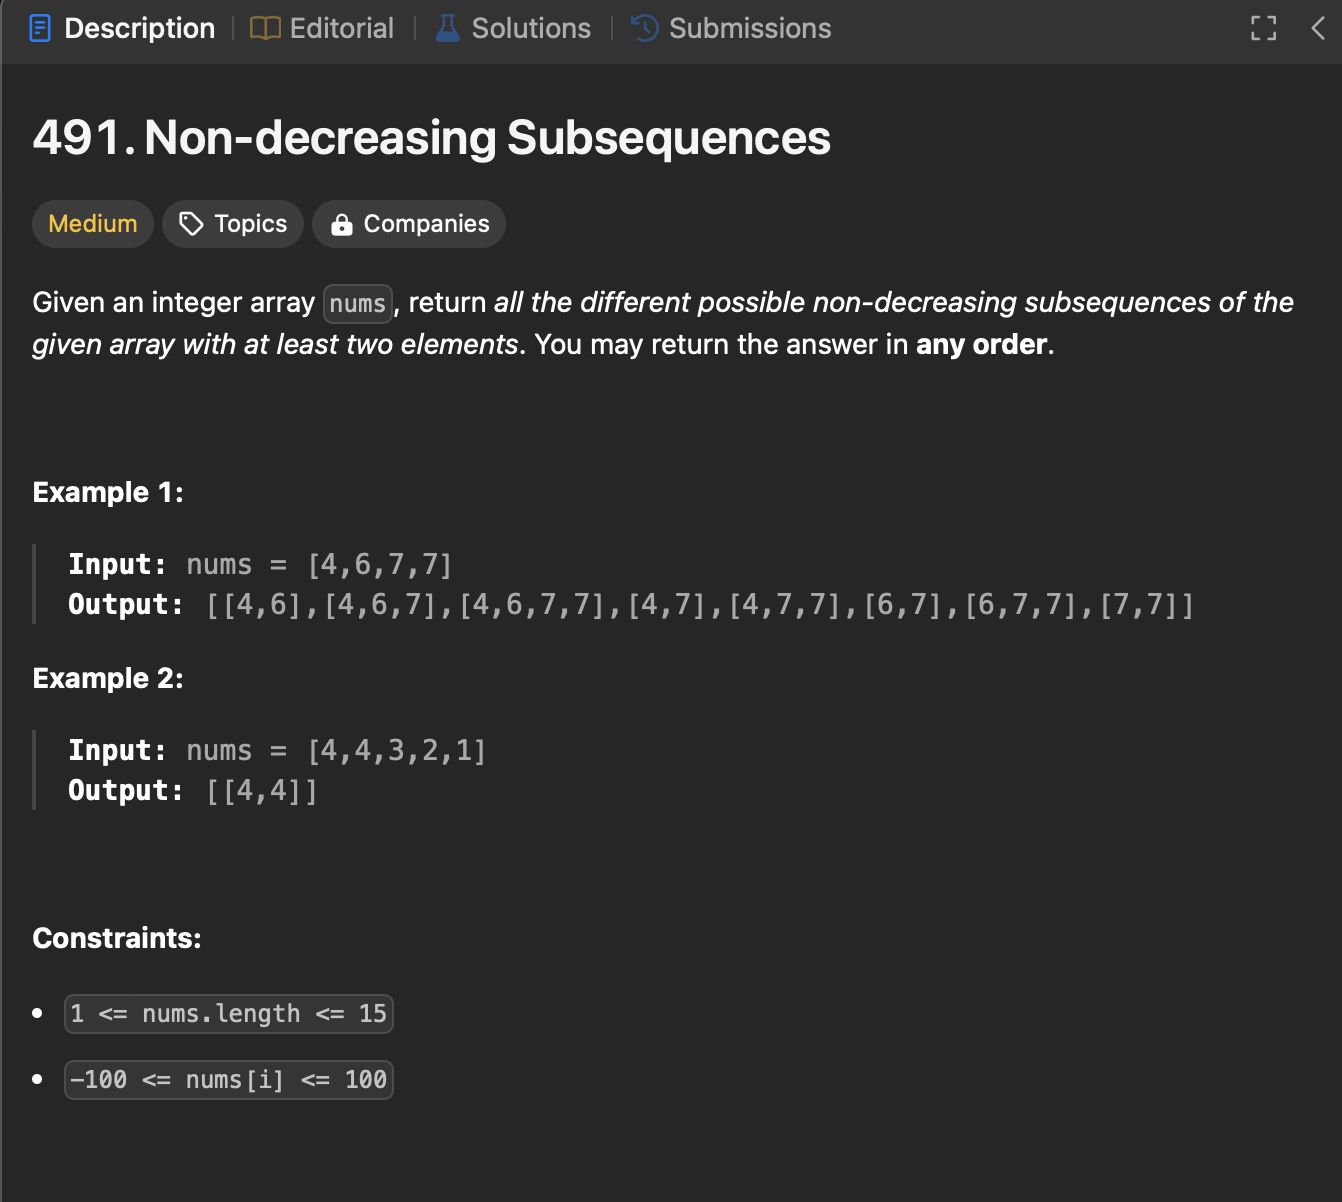 Description Editorial Solutions Submissions
491. Non-decreasing Subsequences
Medium Topics Companies
Given an integer array nums, return all the different possible non-decreasing subsequences of the
given array with at least two elements. You may return the answer in any order.
Example 1:
Input: nums = [4,6,7,7]
Output: [[4,6],[4,6,7],[4,6,7,7],[4,7],[4,7,7],[6,7],[6,7,7],[7,7]]
Example 2:
Input: nums = [4,4,3,2,1]
Output: [[4,4]]
Constraints:
• 1 <= nums.length <= 15
• -100 <= nums[i] <= 100